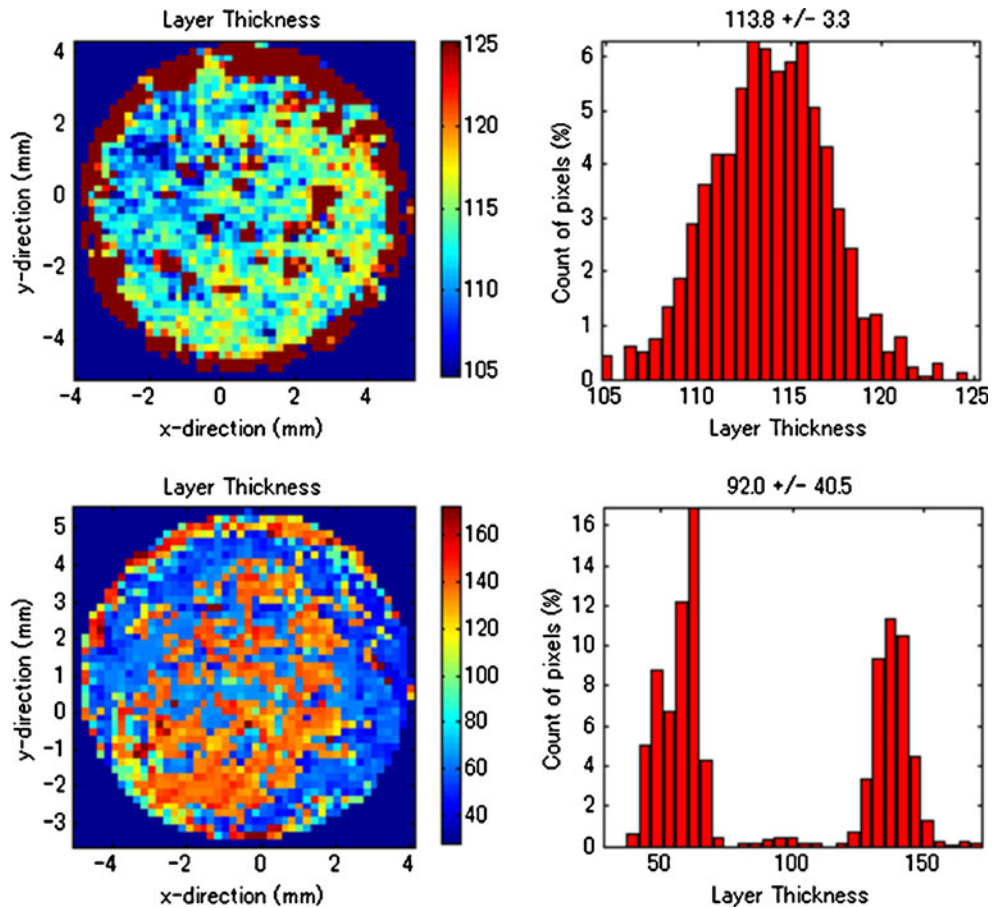 Layer Thickness
4
2
0
-2
-4
y-direction (mm)
-4 -2 0 2 4
x-direction (mm)
125
120
115
110
105
113.8 +/- 3.3
6
5
4
3
2
1
0
Count of pixels (%)
105 110 115 120 125
Layer Thickness
Layer Thickness
5
4
3
2
1
0
-1
-2
-3
y-direction (mm)
-4 -2 0 2 4
x-direction (mm)
160
140
120
100
80
60
40
92.0 +/- 40.5
16
14
12
10
8
6
4
2
0
Count of pixels (%)
50 100 150
Layer Thickness